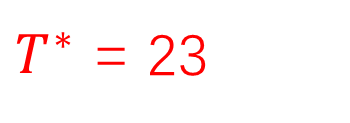 T* = 23